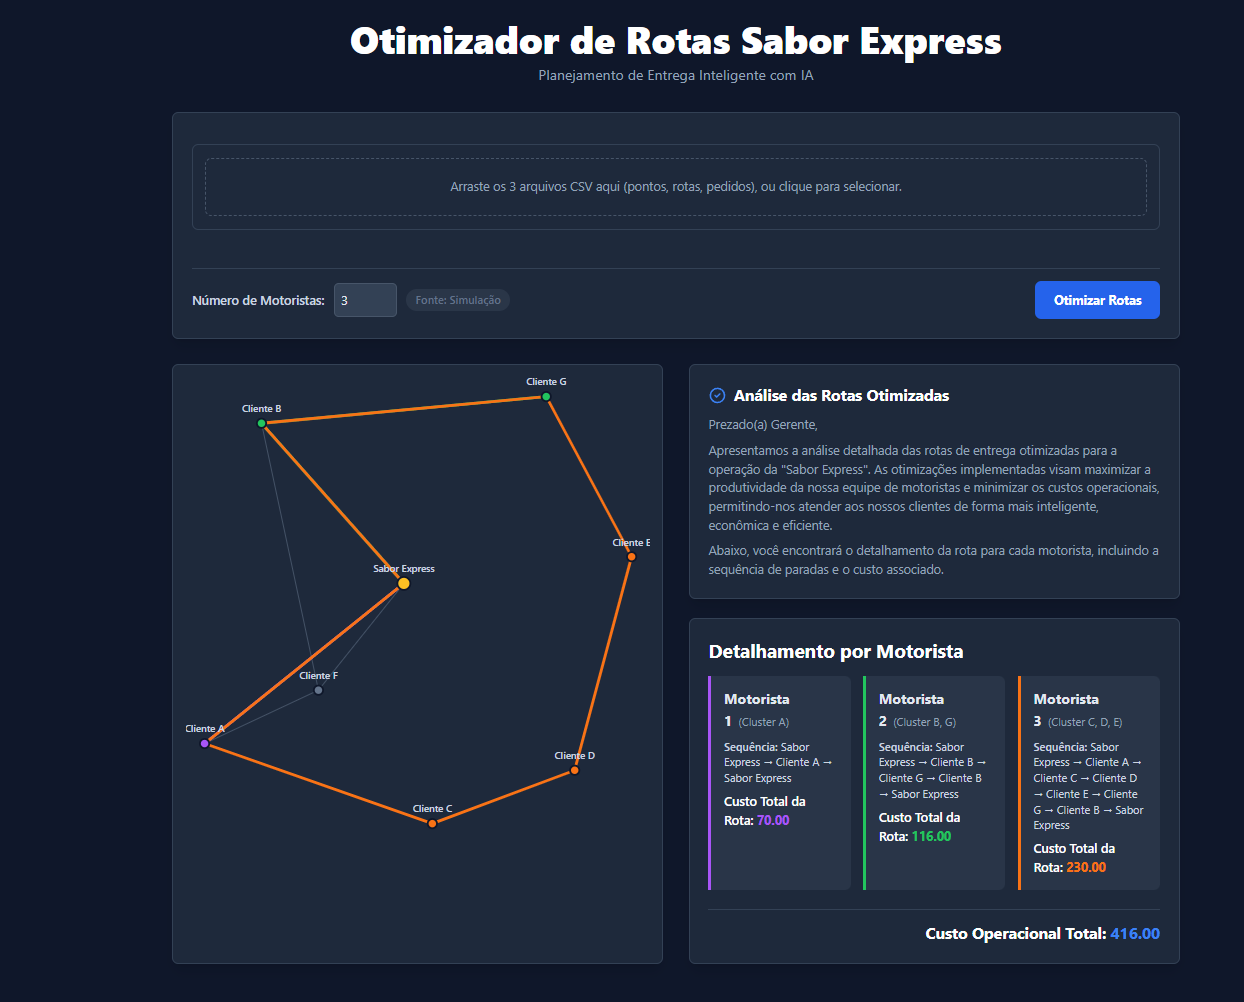 Otimizador de Rotas Sabor Express
Planejamento de Entrega Inteligente com IA
Arraste os 3 arquivos CSV aqui (pontos, rotas, pedidos), ou clique para selecionar.
Número de Motoristas:
3
Fonte: Simulação
Otimizar Rotas
Cliente G
Cliente B
Cliente E
Sabor Express
Cliente F
Cliente A
Cliente D
Cliente C
Análise das Rotas Otimizadas
Prezado(a) Gerente,
Apresentamos a análise detalhada das rotas de entrega otimizadas para a
operação da "Sabor Express". As otimizações implementadas visam maximizar a
produtividade da nossa equipe de motoristas e minimizar os custos operacionais,
permitindo-nos atender aos nossos clientes de forma mais inteligente,
econômica e eficiente.
Abaixo, você encontrará o detalhamento da rota para cada motorista, incluindo a
sequência de paradas e o custo associado.
Detalhamento por Motorista
Motorista
1 (Cluster A)
Sequência: Sabor
Express → Cliente A →
Sabor Express
Custo Total da
Rota: 70.00
Motorista
2 (Cluster B, G)
Sequência: Sabor
Express → Cliente B →
Cliente G → Cliente B
→ Sabor Express
Custo Total da
Rota: 116.00
Motorista
3 (Cluster C, D, E)
Sequência: Sabor
Express → Cliente A →
Cliente C → Cliente D
→ Cliente E → Cliente
G → Cliente B → Sabor
Express
Custo Total da
Rota: 230.00
Custo Operacional Total: 416.00